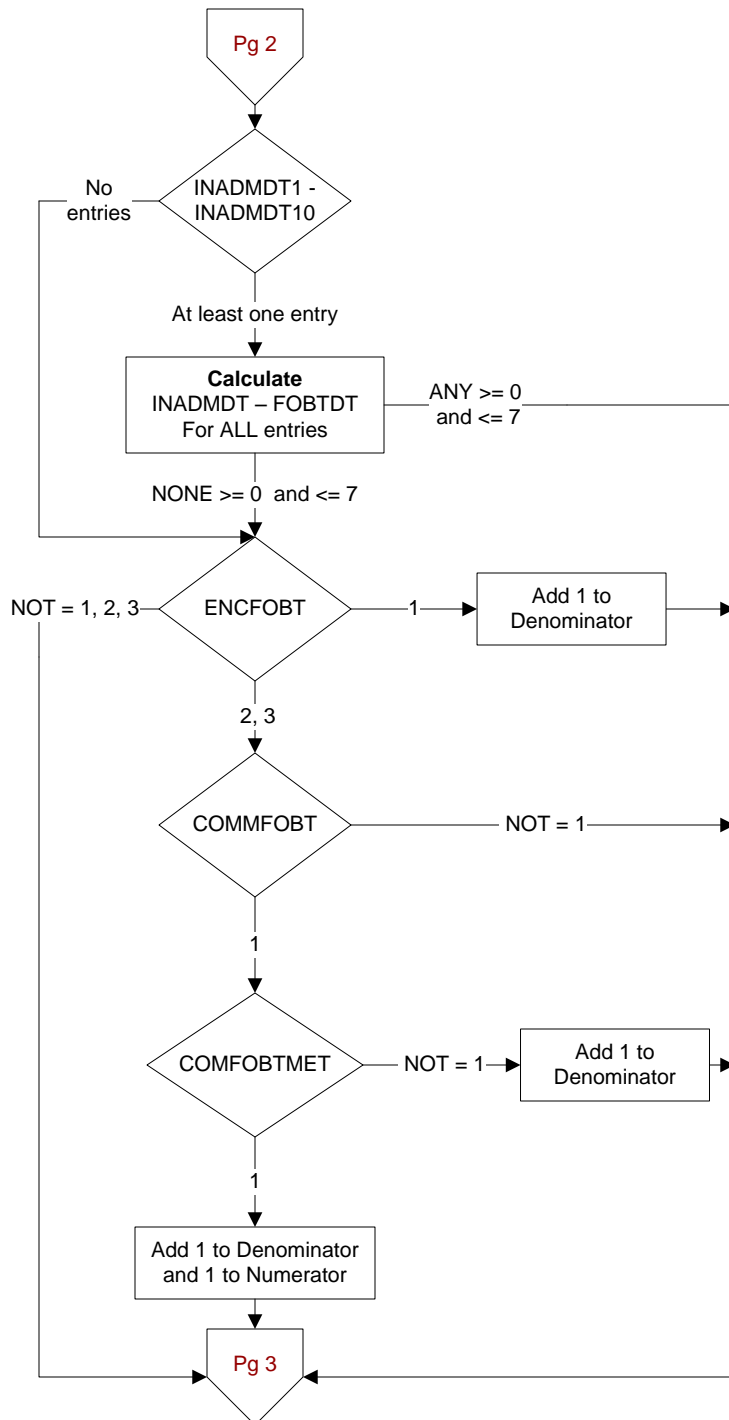 Pg 2
No
entries
INADMDT1 -
INADMDT10
At least one entry
Calculate
INADMDT – FOBTDT
For ALL entries
ANY >= 0
and <= 7
NONE >= 0 and <= 7
NOT = 1, 2, 3
ENCFOBT
1
Add 1 to
Denominator
2, 3
COMMFOBT
NOT = 1
1
COMFOBTMET
NOT = 1
Add 1 to
Denominator
1
Add 1 to Denominator
and 1 to Numerator
Pg 3